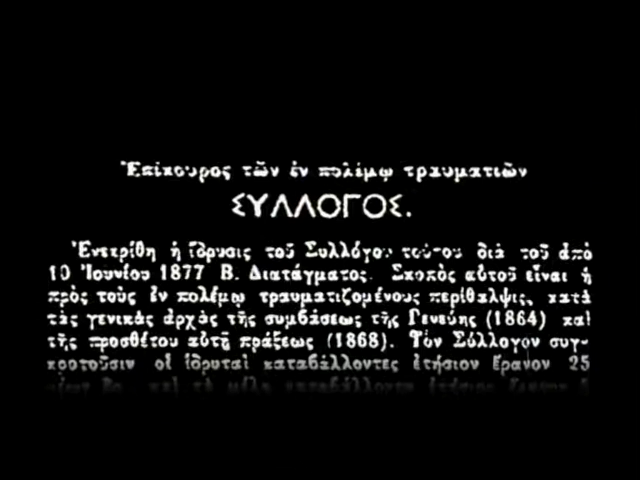 Ἐπίκουρος τῶν ἐν πολέμῳ τραυματιῶν
ΣΥΛΛΟΓΟΣ.
Ἐνεκρίθη ἡ ἵδρυσις τοῦ Συλλόγου τούτου διὰ τοῦ ἀπὸ
10 Ἰουνίου 1877 Β. Διατάγματος. Σκοπὸς αὐτοῦ εἶναι ἡ
πρὸς τοὺς ἐν πολέμῳ τραυματιζομένους περίθαλψις, κατὰ
τὰς γενικὰς ἀρχὰς τῆς συμβάσεως τῆς Γενεύης (1864) καὶ
τῆς προσθέτου αὐτῇ πράξεως (1868). Τὸν Σύλλογον συγ-
κροτοῦσιν οἱ ἱδρυταὶ καταβάλλοντες ἐτήσιον ἔρανον 25